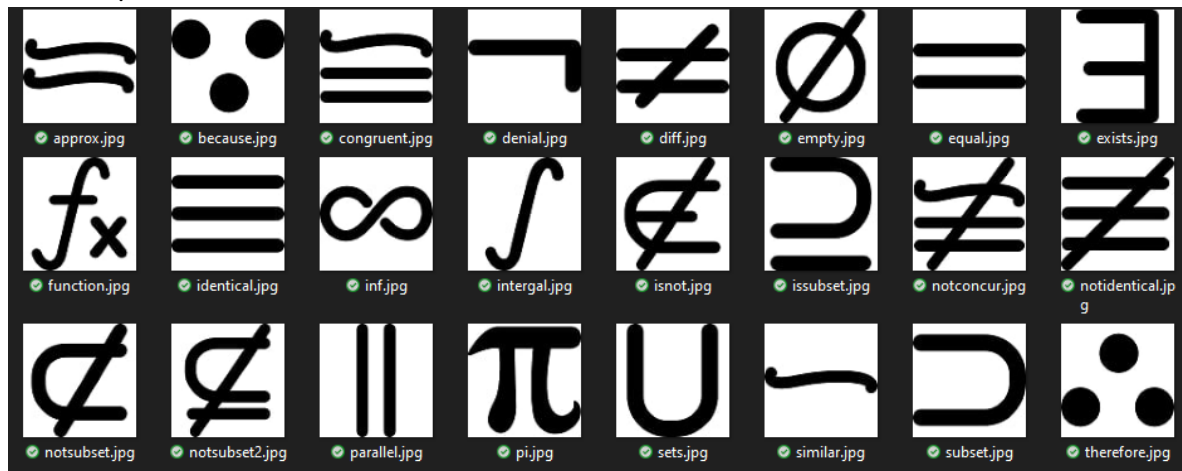 approx.jpg because.jpg congruent.jpg denial.jpg diff.jpg empty.jpg equal.jpg exists.jpg
function.jpg identical.jpg inf.jpg intergal.jpg isnot.jpg issubset.jpg notconcur.jpg notidentical.jp
g
notsubset.jpg notsubset2.jpg parallel.jpg pi.jpg sets.jpg similar.jpg subset.jpg therefore.jpg